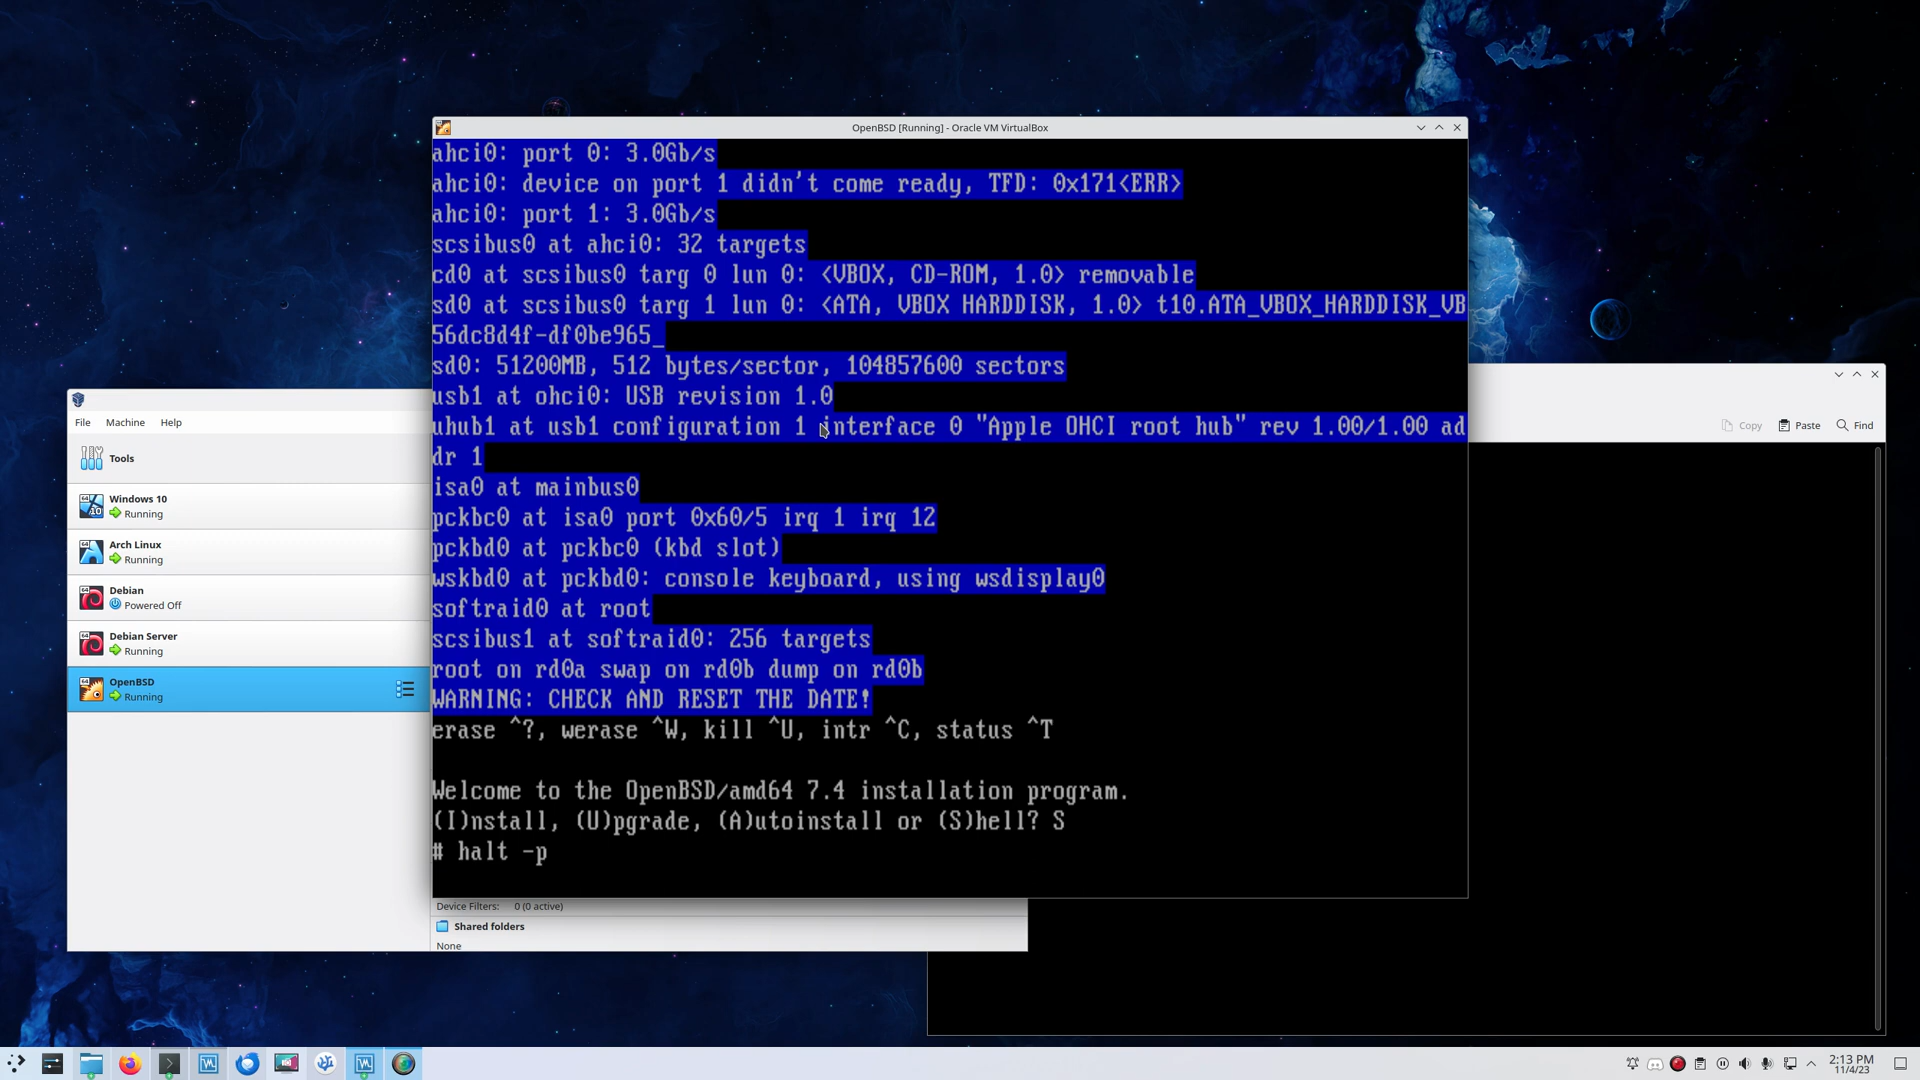 OpenBSD [Running] - Oracle VM VirtualBox
ahci0: port 0: 3.0Gb/s
ahci0: device on port 1 didn't come ready, TFD: 0x171<ERR>
ahci0: port 1: 3.0Gb/s
scsibus0 at ahci0: 32 targets
cd0 at scsibus0 targ 0 lun 0: <VBOX, CD-ROM, 1.0> removable
sd0 at scsibus0 targ 1 lun 0: <ATA, VBOX HARDDISK, 1.0> t10.ATA_VBOX_HARDDISK_VB
56dc8d4f-df0be965_
sd0: 51200MB, 512 bytes/sector, 104857600 sectors
usb1 at ohci0: USB revision 1.0
uhub1 at usb1 configuration 1 interface 0 "Apple OHCI root hub" rev 1.00/1.00 ad
dr 1
isa0 at mainbus0
pckbc0 at isa0 port 0x60/5 irq 1 irq 12
pckbd0 at pckbc0 (kbd slot)
wskbd0 at pckbd0: console keyboard, using wsdisplay0
softraid0 at root
scsibus1 at softraid0: 256 targets
root on rd0a swap on rd0b dump on rd0b
WARNING: CHECK AND RESET THE DATE!
erase ^?, werase ^W, kill ^U, intr ^C, status ^T
Welcome to the OpenBSD/amd64 7.4 installation program.
(I)nstall, (U)pgrade, (A)utoinstall or (S)hell? S
# halt -p
File Machine Help
Tools
64
10
Windows 10
Running
64
Arch Linux
Running
64
Debian
Powered Off
64
Debian Server
Running
64
OpenBSD
Running
Device Filters: 0 (0 active)
Shared folders
None
Copy Paste Find
2:13 PM
11/4/23